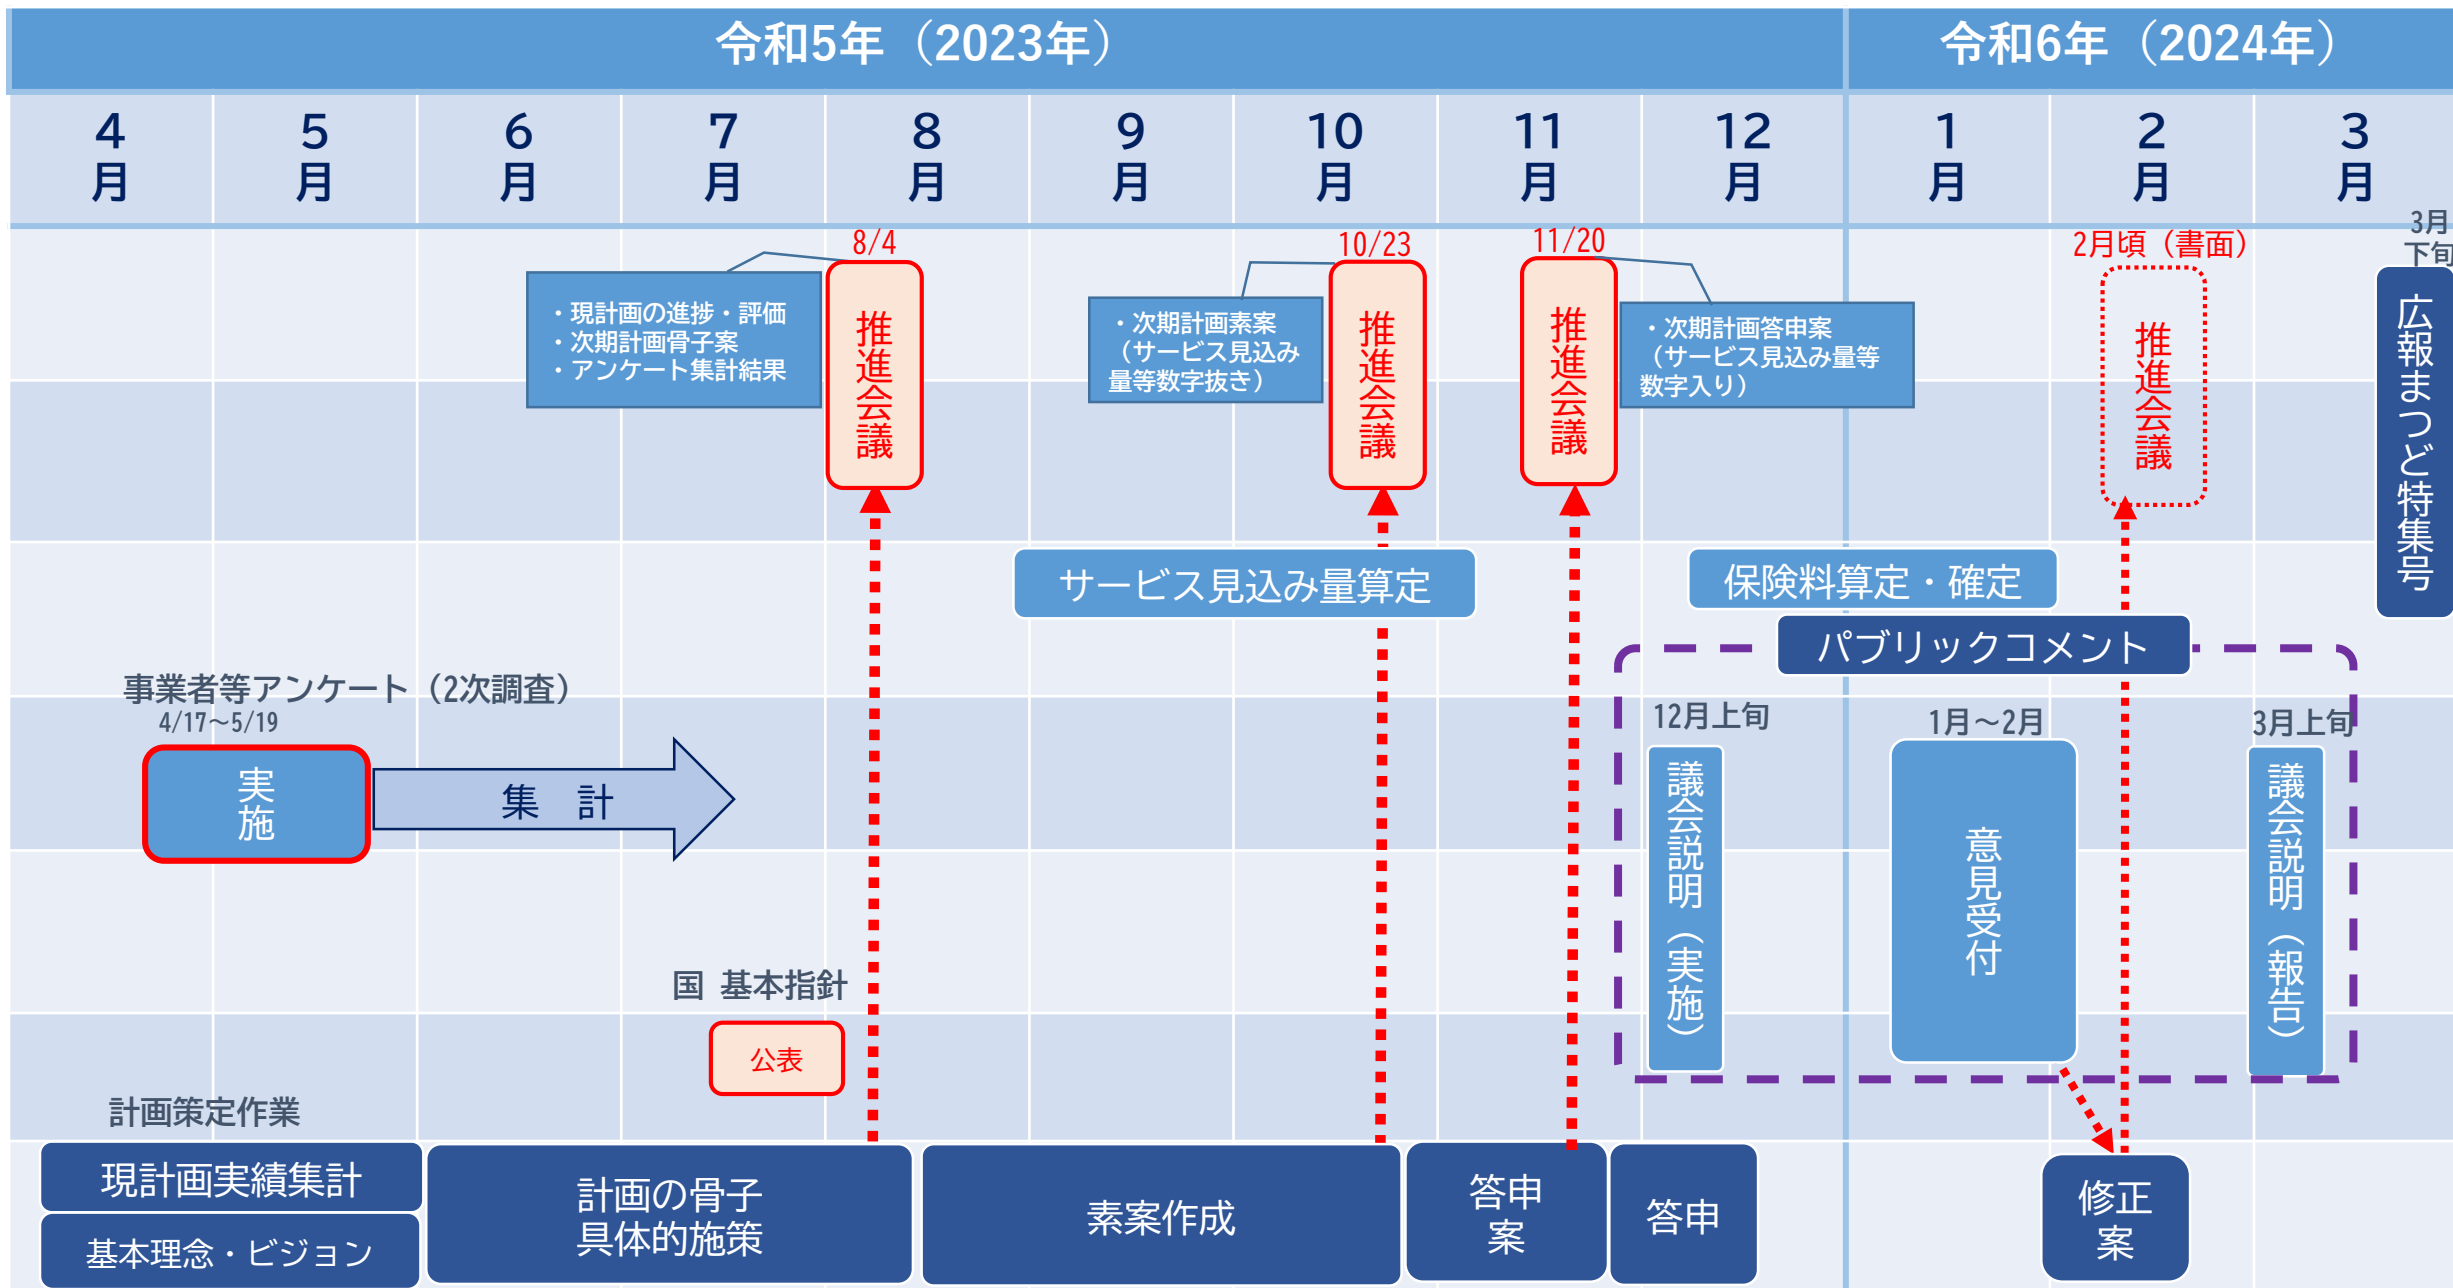 令和5年（2023年）
令和6年（2024年）
4
月
5
月
6
月
7
月
8
月
9
月
10
月
11
月
12
月
1
月
2
月
3
月
8/4
10/23
11/20
2月頃（書面）
3月
下旬
・現計画の進捗・評価
・次期計画骨子案
・アンケート集計結果
推進会議
・次期計画素案
（サービス見込み
量等数字抜き）
推進会議
推進会議
・次期計画答申案
（サービス見込み量等
数字入り）
推進会議
広報まつど特集号
サービス見込み量算定
保険料算定・確定
パブリックコメント
事業者等アンケート（2次調査）
4/17～5/19
実施
集　計
12月上旬
議会説明（実施）
1月～2月
意見受付
3月上旬
議会説明（報告）
国 基本指針
公表
計画策定作業
現計画実績集計
基本理念・ビジョン
計画の骨子
具体的施策
素案作成
答申
案
答申
修正
案